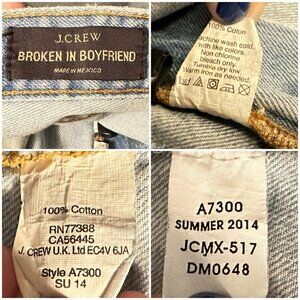 J.CREW
BROKEN IN BOYFRIEND
MADE IN MEXICO
100% Cotton
machine wash cold
with like colors.
Non chlorine
bleach only.
Tumble dry low.
Warm iron as needed.
100% Cotton
RN77388
CA56445
J. CREW U.K. Ltd EC4V 6JA
Style A7300
SU 14
A7300
SUMMER 2014
JCMX-517
DM0648